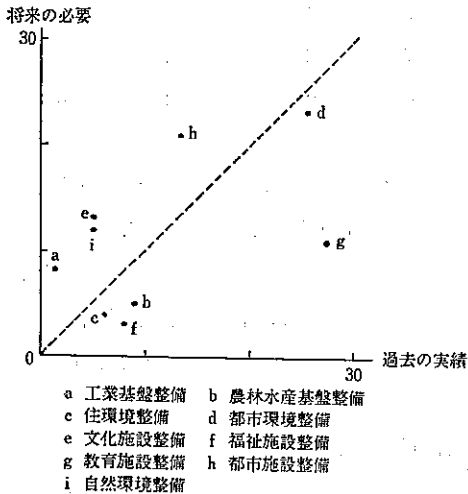 将来の必要
30
h
d
e
i
g
a
b
c
f
0
30
過去の実績
a 工業基盤整備 b 農林水産基盤整備
c 住環境整備 d 都市環境整備
e 文化施設整備 f 福祉施設整備
g 教育施設整備 h 都市施設整備
i 自然環境整備